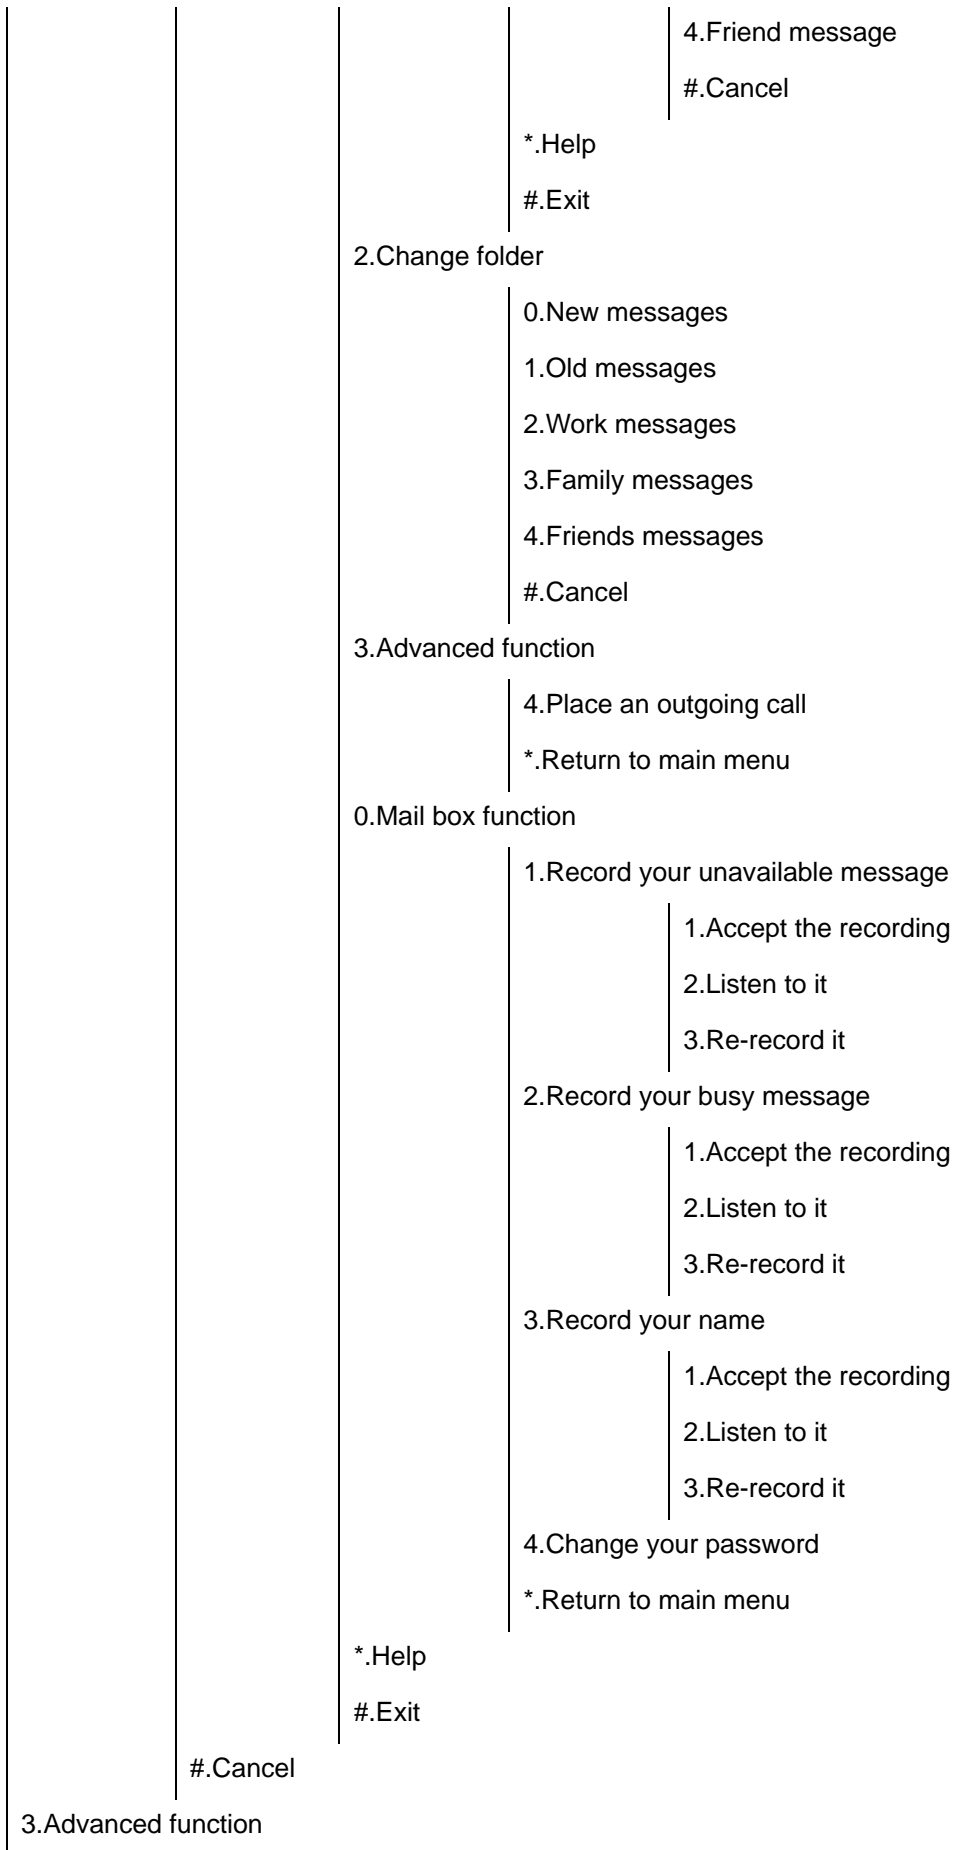 4.Friend message
#.Cancel
*.Help
#.Exit
2.Change folder
0.New messages
1.Old messages
2.Work messages
3.Family messages
4.Friends messages
#.Cancel
3.Advanced function
4.Place an outgoing call
*.Return to main menu
0.Mail box function
1.Record your unavailable message
1.Accept the recording
2.Listen to it
3.Re-record it
2.Record your busy message
1.Accept the recording
2.Listen to it
3.Re-record it
3.Record your name
1.Accept the recording
2.Listen to it
3.Re-record it
4.Change your password
*.Return to main menu
*.Help
#.Exit
#.Cancel
3.Advanced function